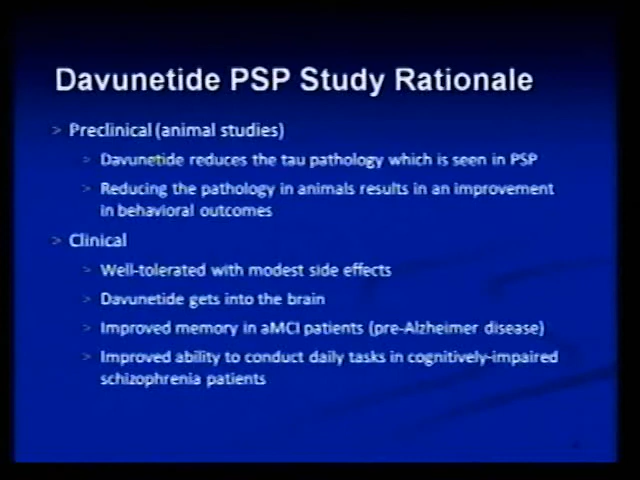 Davunetide PSP Study Rationale
> Preclinical (animal studies)
> Davunetide reduces the tau pathology which is seen in PSP
> Reducing the pathology in animals results in an improvement
in behavioral outcomes
> Clinical
> Well-tolerated with modest side effects
> Davunetide gets into the brain
> Improved memory in aMCI patients (pre-Alzheimer disease)
> Improved ability to conduct daily tasks in cognitively-impaired
schizophrenia patients